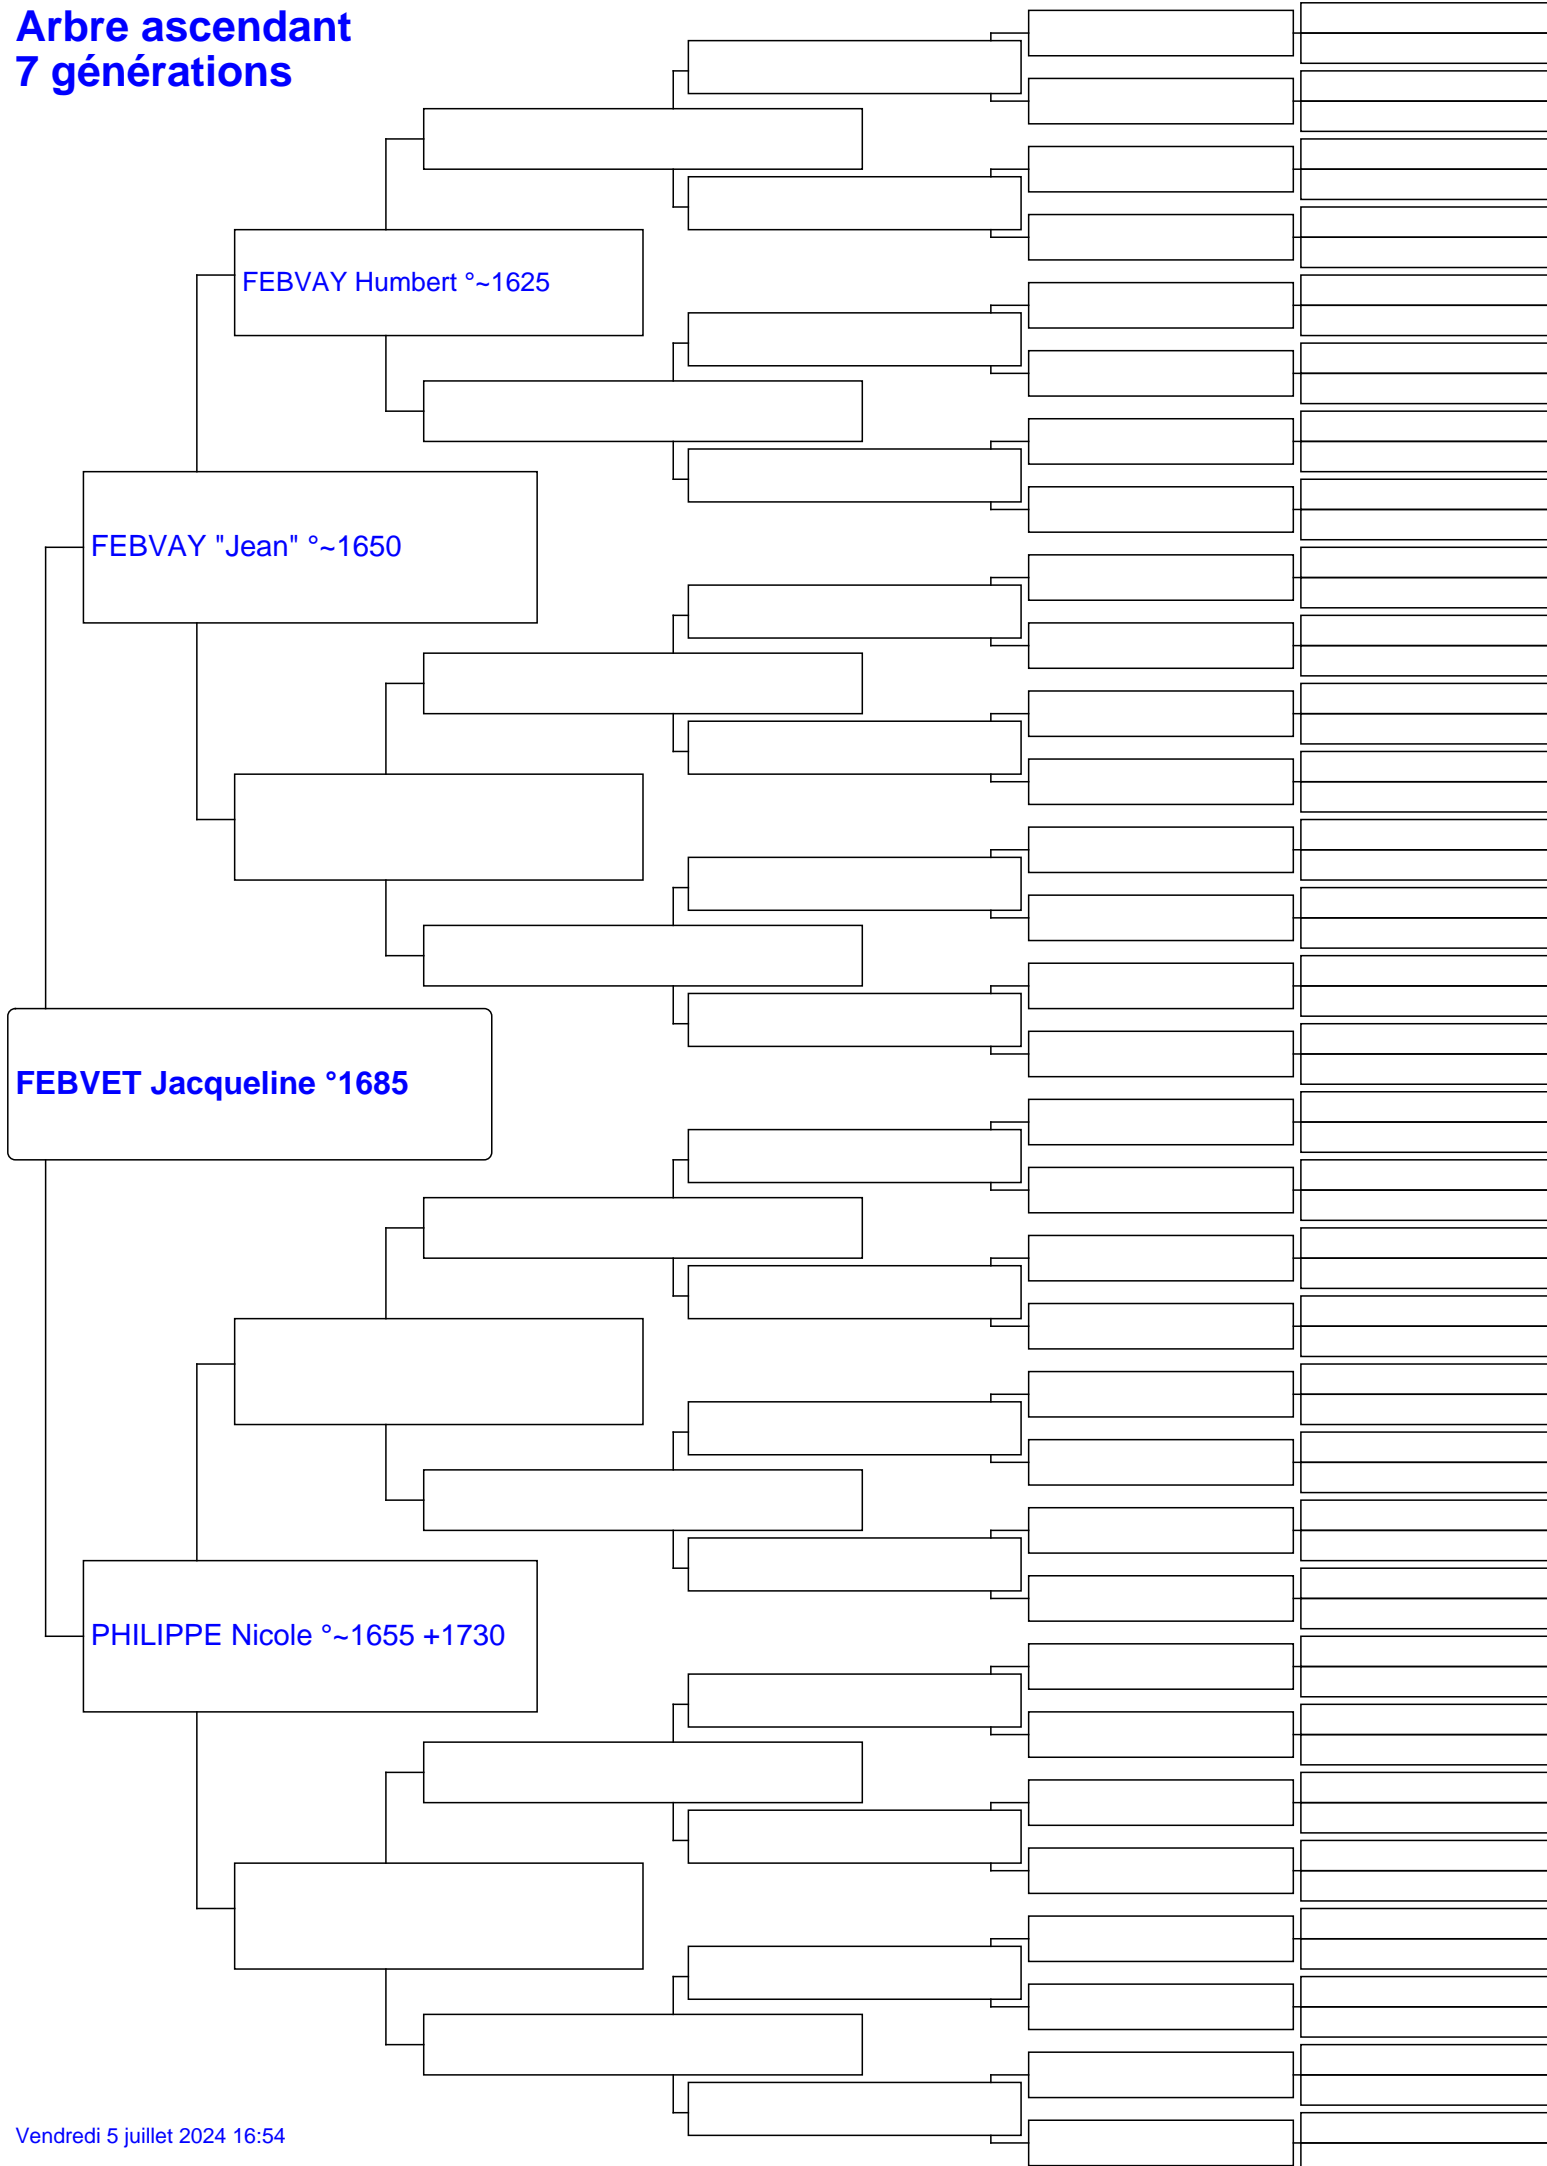 Arbre ascendant
7 générations
FEBVAY Humbert °~1625
FEBVAY "Jean" °~1650
FEBVET Jacqueline °1685
PHILIPPE Nicole °~1655 +1730
Vendredi 5 juillet 2024 16:54